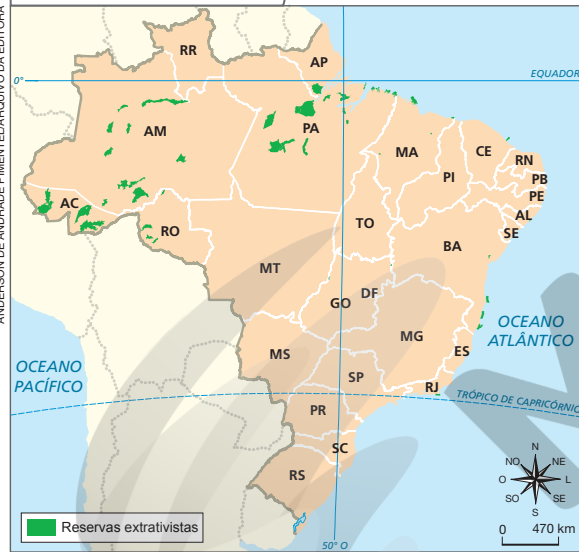 ANDERSON DE ANDRADE PIMENTEL/ARQUIVO DA EDITORA
RR
AP
0°
EQUADOR
AM
PA
MA
CE
RN
PB
PI
PE
AL
SE
AC
RO
TO
BA
MT
GO
DF
MG
ES
OCEANO
ATLÂNTICO
OCEANO
PACÍFICO
MS
SP
RJ
TRÓPICO DE CAPRICÓRNIO
PR
SC
RS
N
NO
NE
O
L
SO
SE
S
Reservas extrativistas
50° O
0
470 km